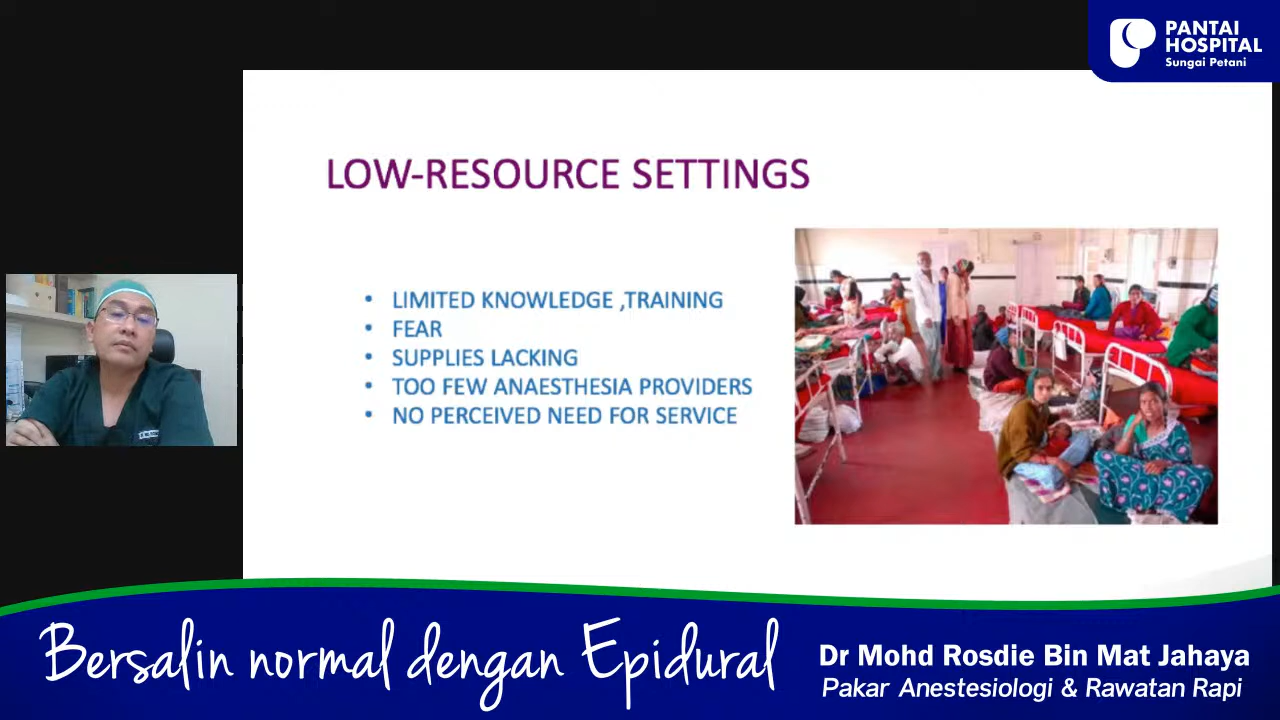 PANTAI
HOSPITAL
Sungai Petani
LOW-RESOURCE SETTINGS
• LIMITED KNOWLEDGE ,TRAINING
• FEAR
• SUPPLIES LACKING
• TOO FEW ANAESTHESIA PROVIDERS
• NO PERCEIVED NEED FOR SERVICE
Bersalin normal dengan Epidural
Dr Mohd Rosdie Bin Mat Jahaya
Pakar Anestesiologi & Rawatan Rapi